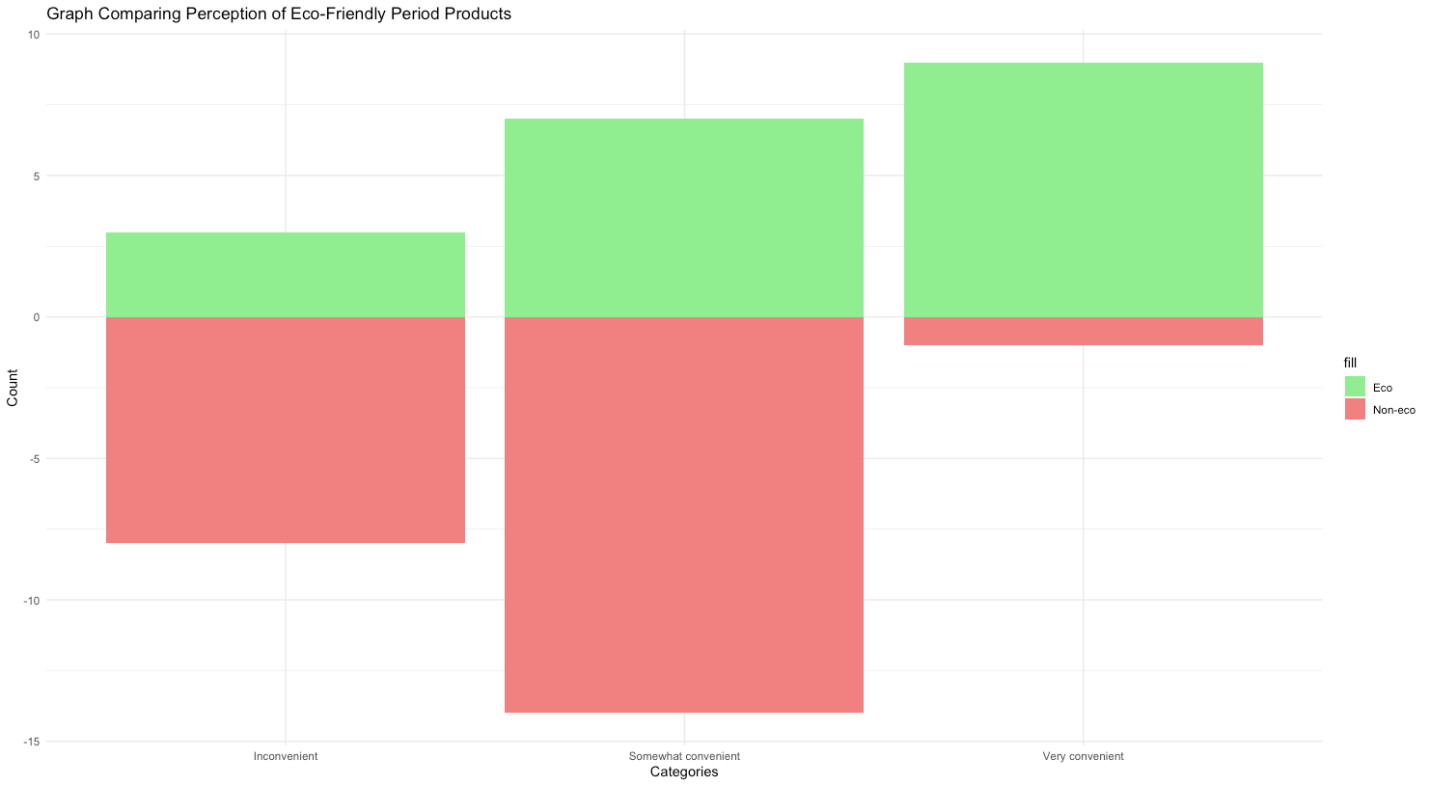 Graph Comparing Perception of Eco-Friendly Period Products
10
5
0
-5
-10
-15
Count
Inconvenient
Somewhat convenient
Very convenient
Categories
fill
Eco
Non-eco